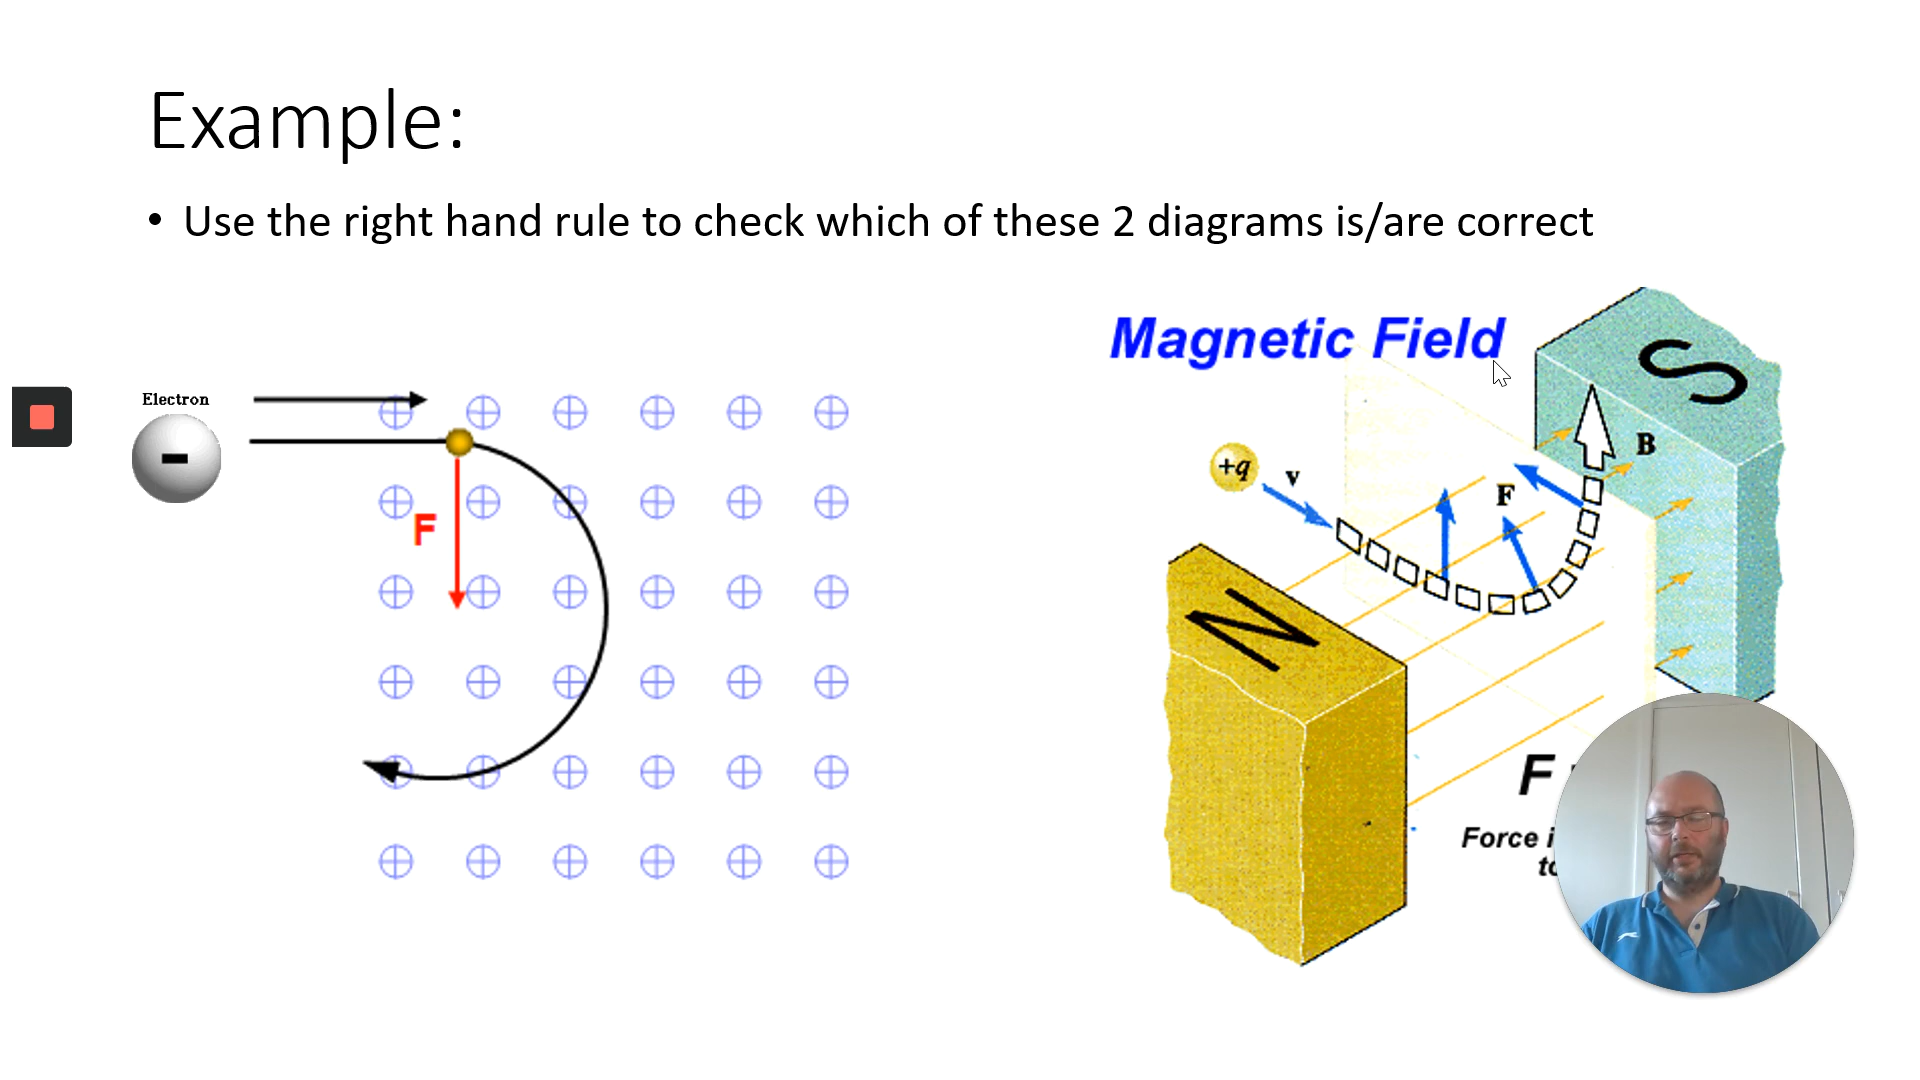 Example:
• Use the right hand rule to check which of these 2 diagrams is/are correct
Electron
-
F
Magnetic Field
S
B
+q
v
F
N
F
Force i
to